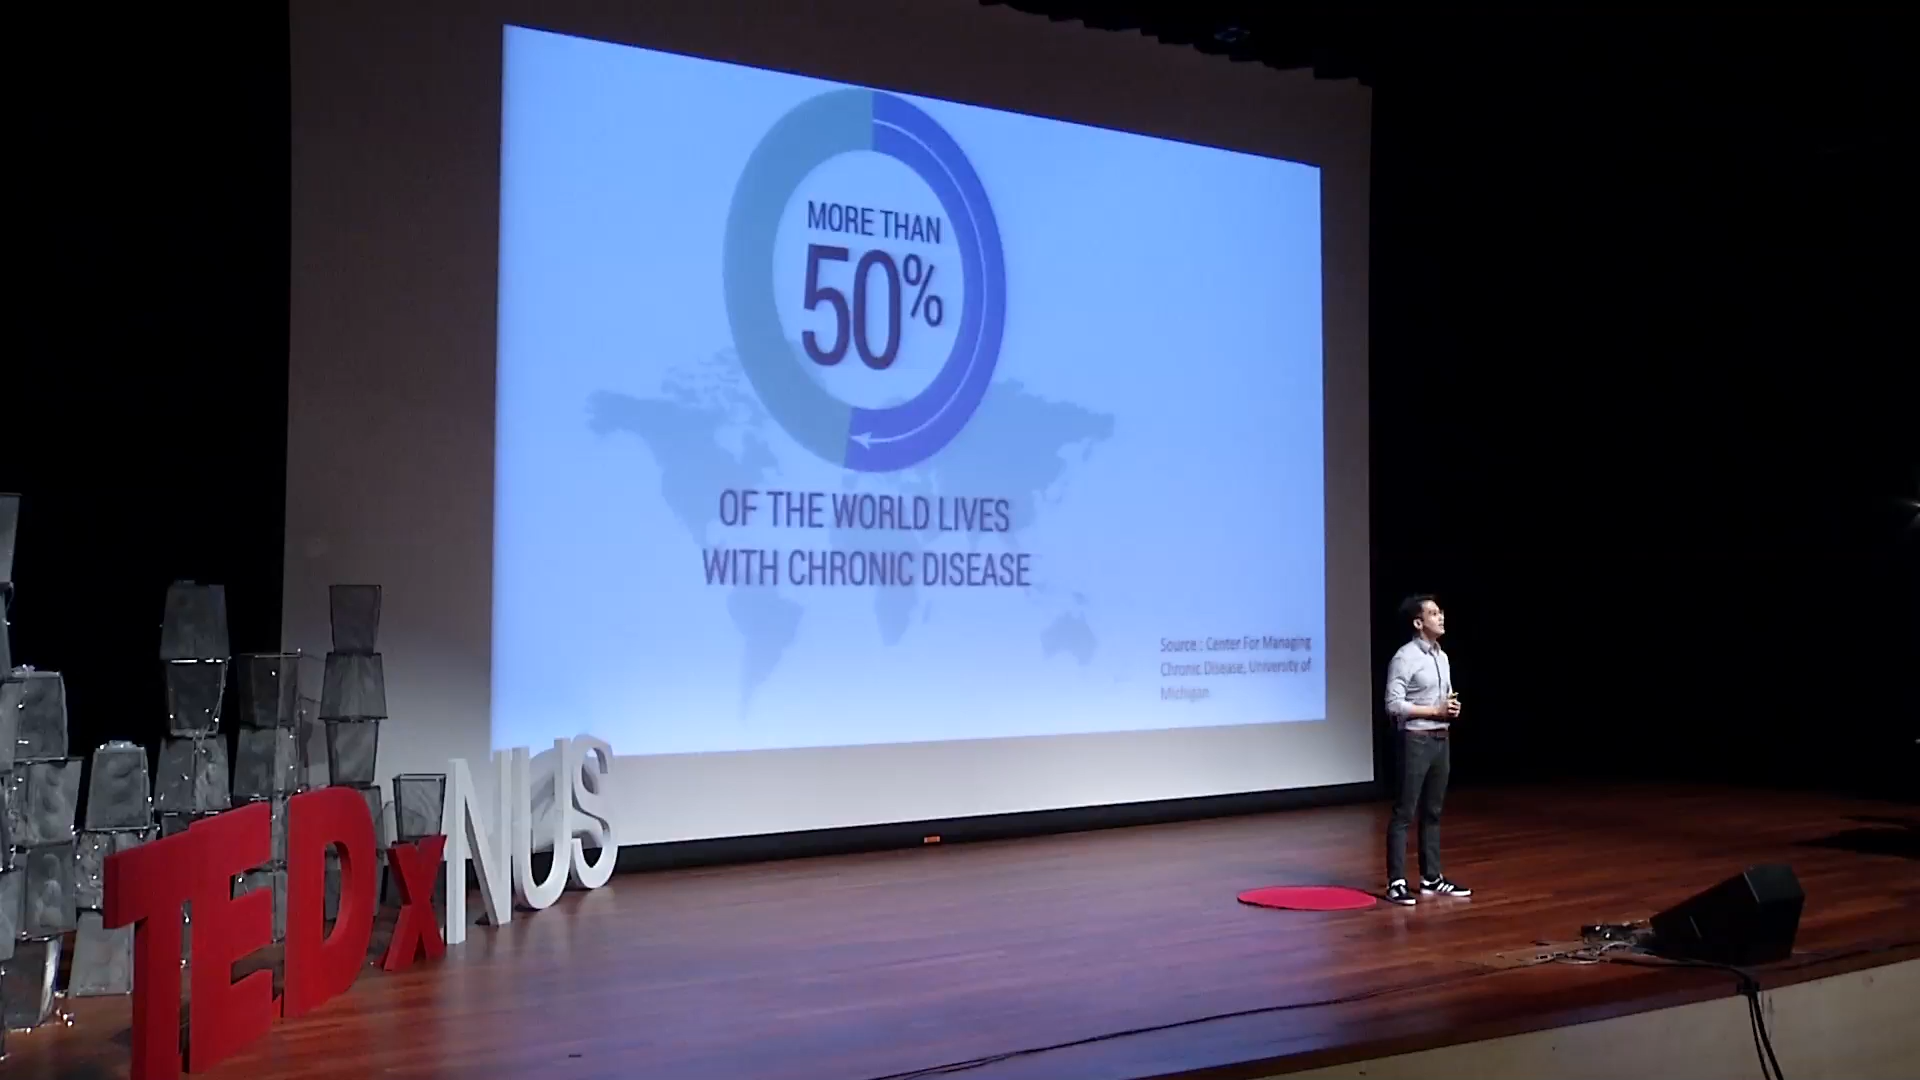 MORE THAN
50%
OF THE WORLD LIVES
WITH CHRONIC DISEASE
Source : Center For Managing
Chronic Disease, University of
Michigan
TEDxNUS